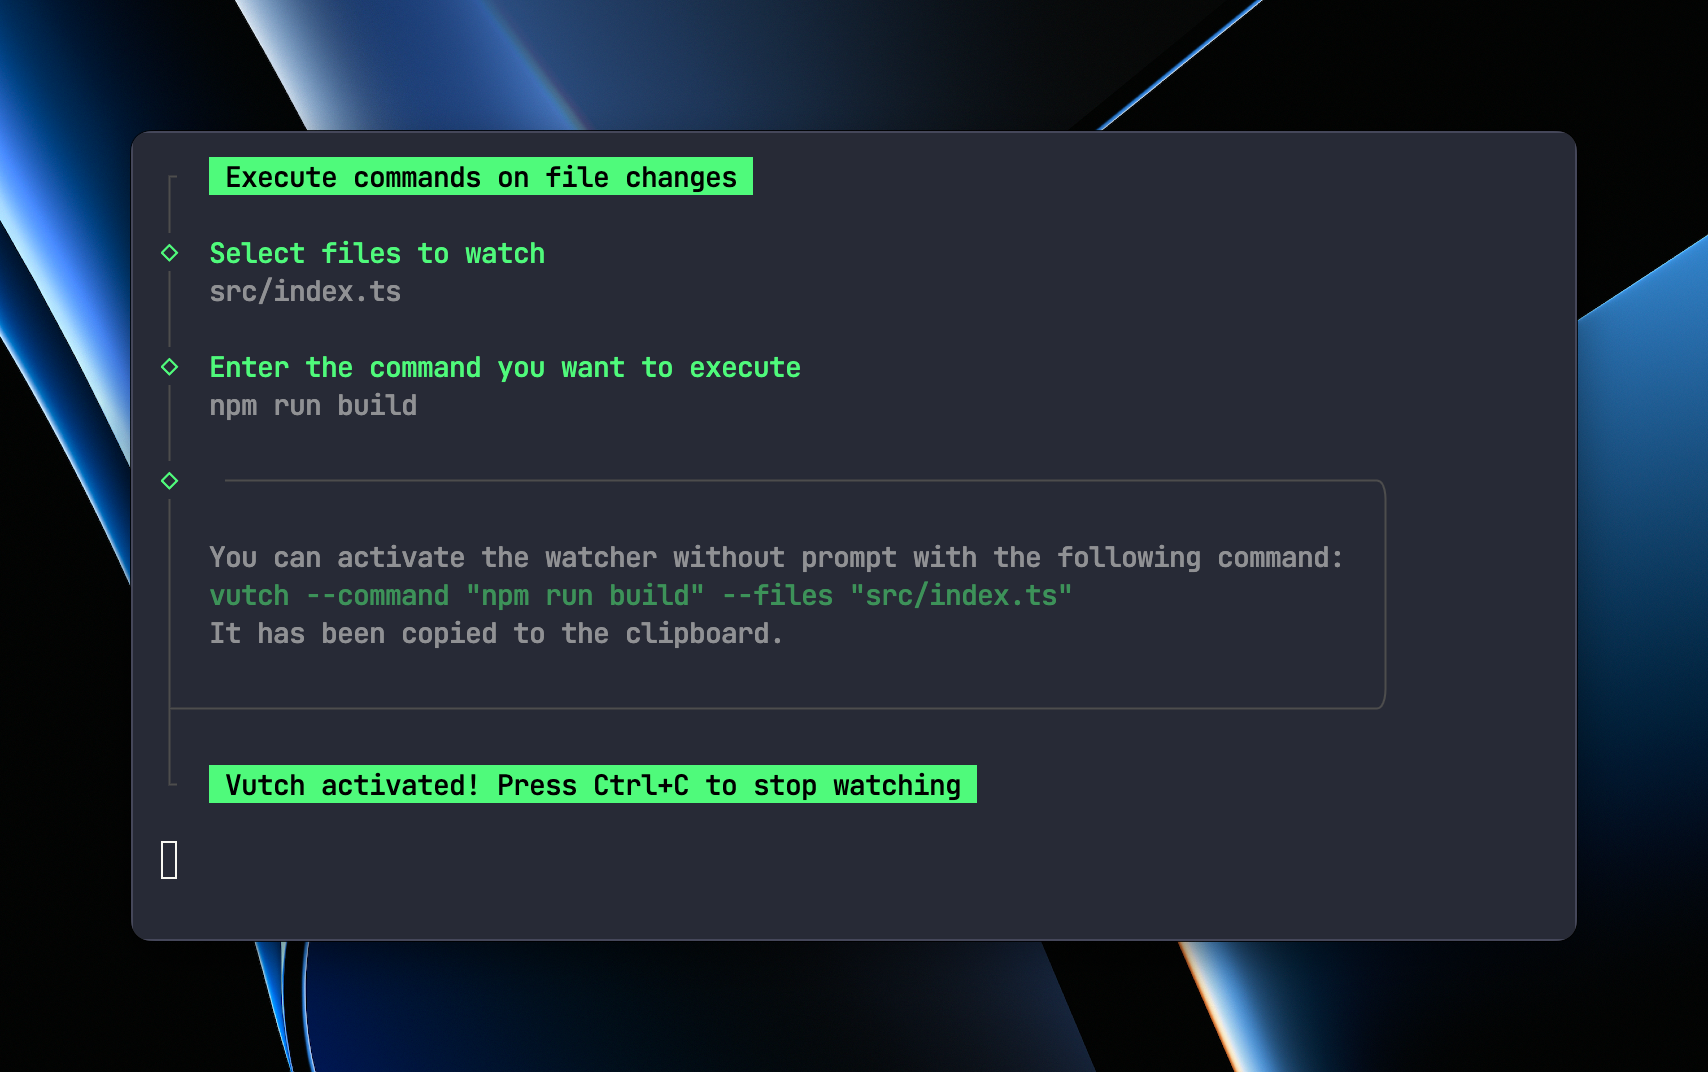 Execute commands on file changes
Select files to watch
src/index.ts
Enter the command you want to execute
npm run build
You can activate the watcher without prompt with the following command:
vutch --command "npm run build" --files "src/index.ts"
It has been copied to the clipboard.
Vutch activated! Press Ctrl+C to stop watching